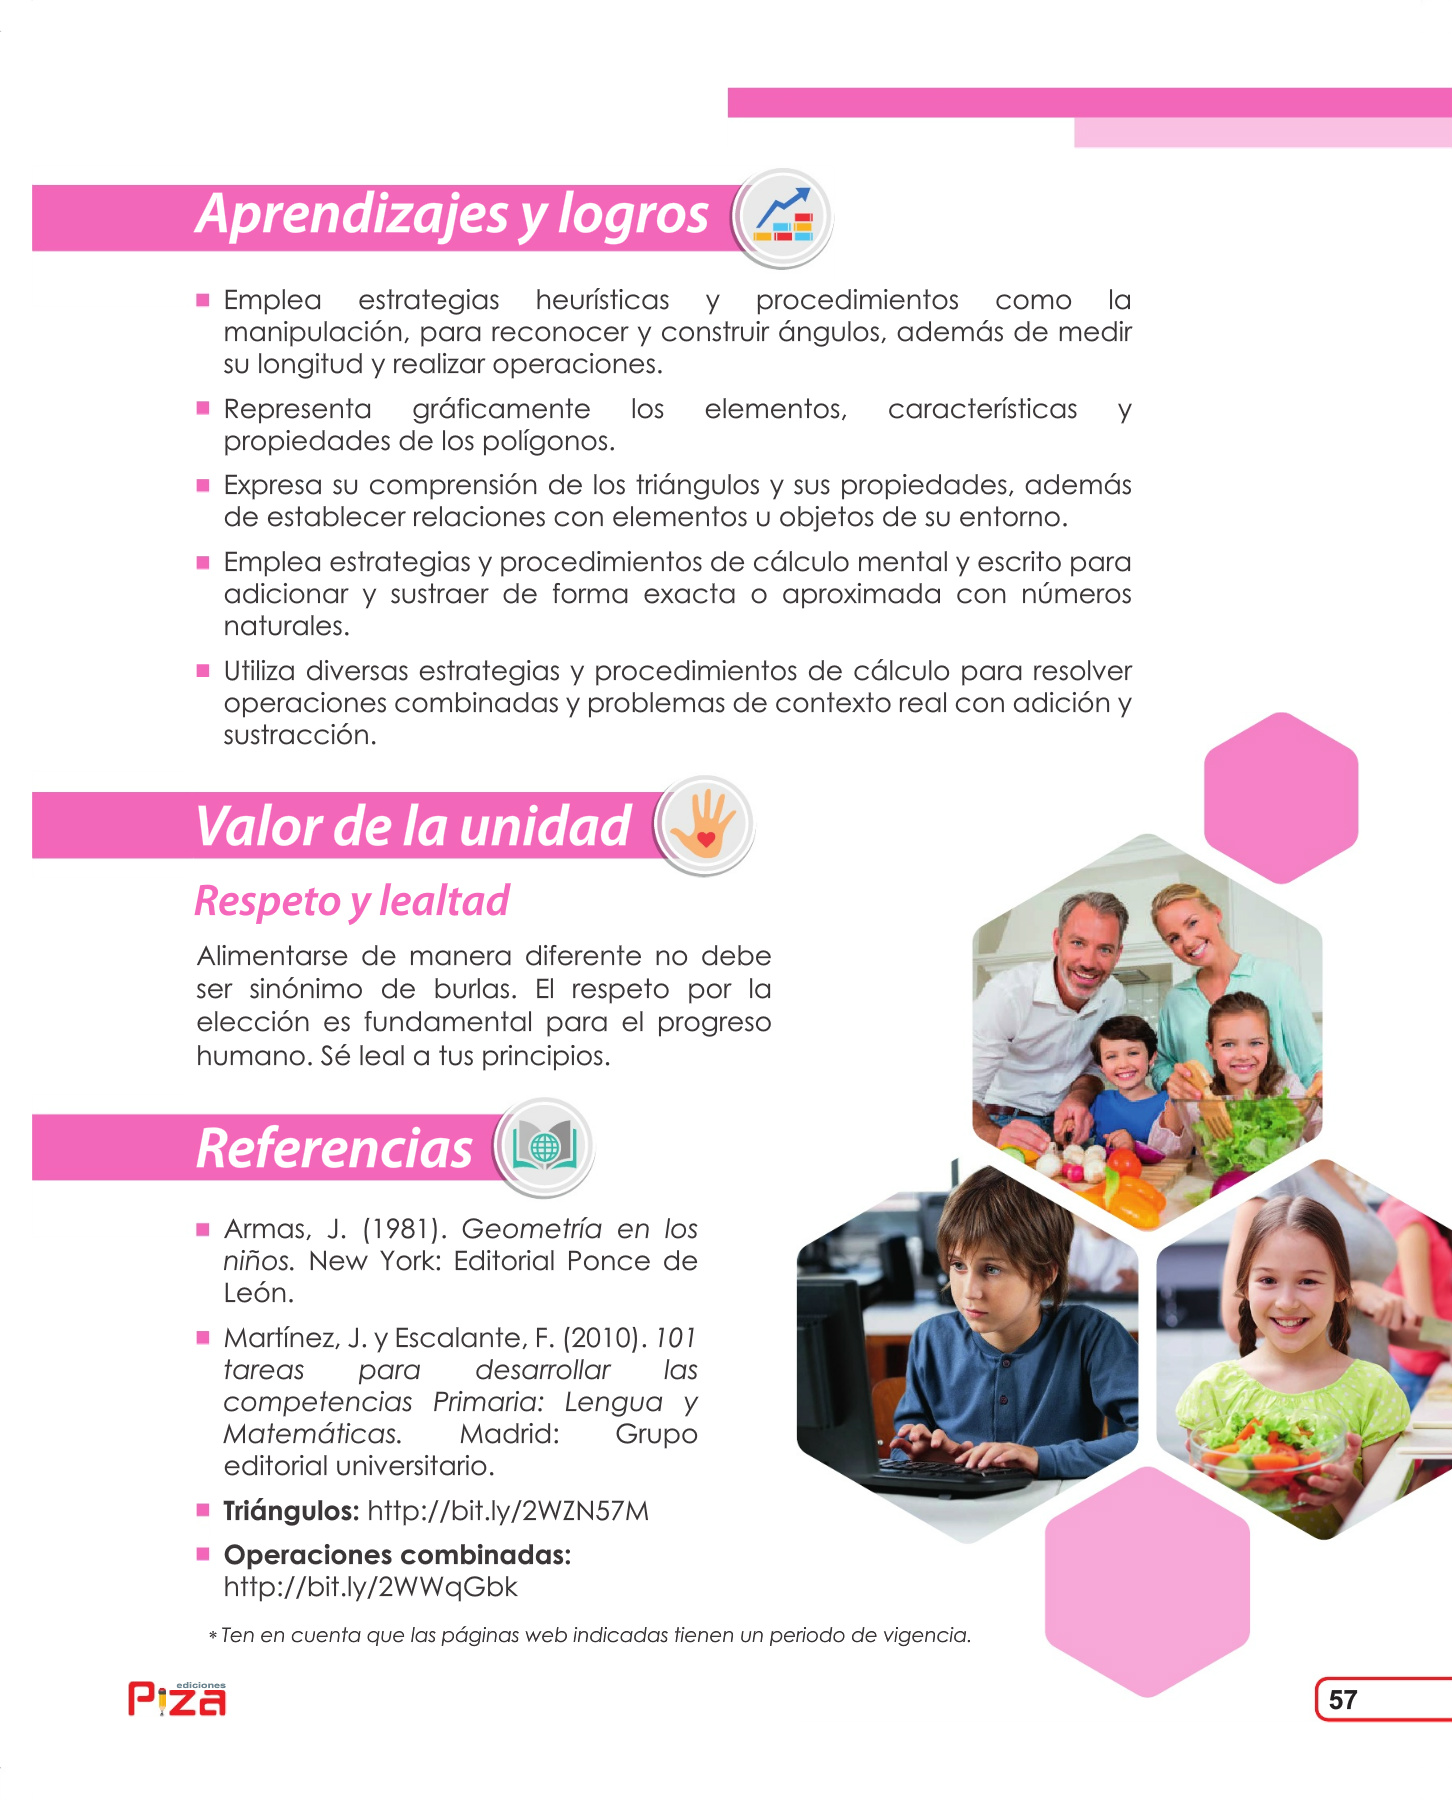 Aprendizajes y logros
Emplea estrategias heurísticas y procedimientos como la
manipulación, para reconocer y construir ángulos, además de medir
su longitud y realizar operaciones.
Representa gráficamente los elementos, características y
propiedades de los polígonos.
Expresa su comprensión de los triángulos y sus propiedades, además
de establecer relaciones con elementos u objetos de su entorno.
Emplea estrategias y procedimientos de cálculo mental y escrito para
adicionar y sustraer de forma exacta o aproximada con números
naturales.
Utiliza diversas estrategias y procedimientos de cálculo para resolver
operaciones combinadas y problemas de contexto real con adición y
sustracción.
Valor de la unidad
Respeto y lealtad
Alimentarse de manera diferente no debe
ser sinónimo de burlas. El respeto por la
elección es fundamental para el progreso
humano. Sé leal a tus principios.
Referencias
Armas, J. (1981). Geometría en los
niños. New York: Editorial Ponce de
León.
Martínez, J. y Escalante, F. (2010). 101
tareas para desarrollar las
competencias Primaria: Lengua y
Matemáticas. Madrid: Grupo
editorial universitario.
Triángulos: http://bit.ly/2WZN57M
Operaciones combinadas:
http://bit.ly/2WWqGbk
* Ten en cuenta que las páginas web indicadas tienen un periodo de vigencia.
ediciones
Piza
57